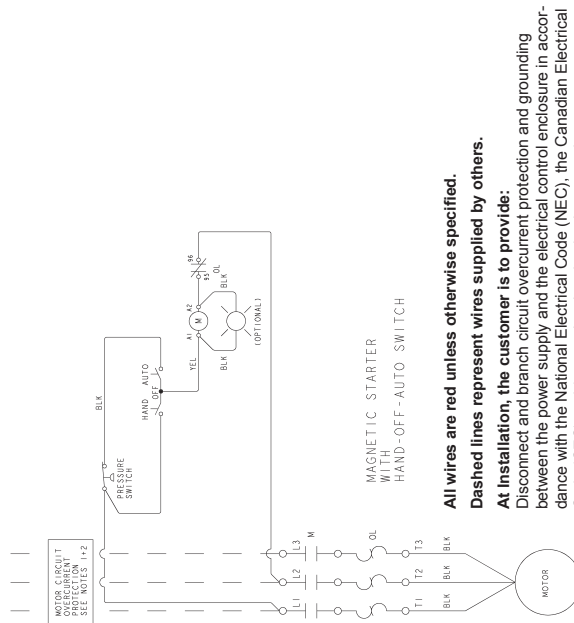 MOTOR CIRCUIT
OVERCURRENT
PROTECTION
SEE NOTES 1+2
PRESSURE
SWITCH
BLK
HAND
OFF
AUTO
YEL
BLK
A1
M
A2
BLK
95
96
OL
(OPTIONAL)
L1
L2
L3
M
OL
T1
T2
T3
BLK
BLK
BLK
MOTOR
MAGNETIC STARTER
WITH
HAND-OFF-AUTO SWITCH
All wires are red unless otherwise specified.
Dashed lines represent wires supplied by others.
At Installation, the customer is to provide:
Disconnect and branch circuit overcurrent protection and grounding
between the power supply and the electrical control enclosure in accor-
dance with the National Electrical Code (NEC), the Canadian Electrical